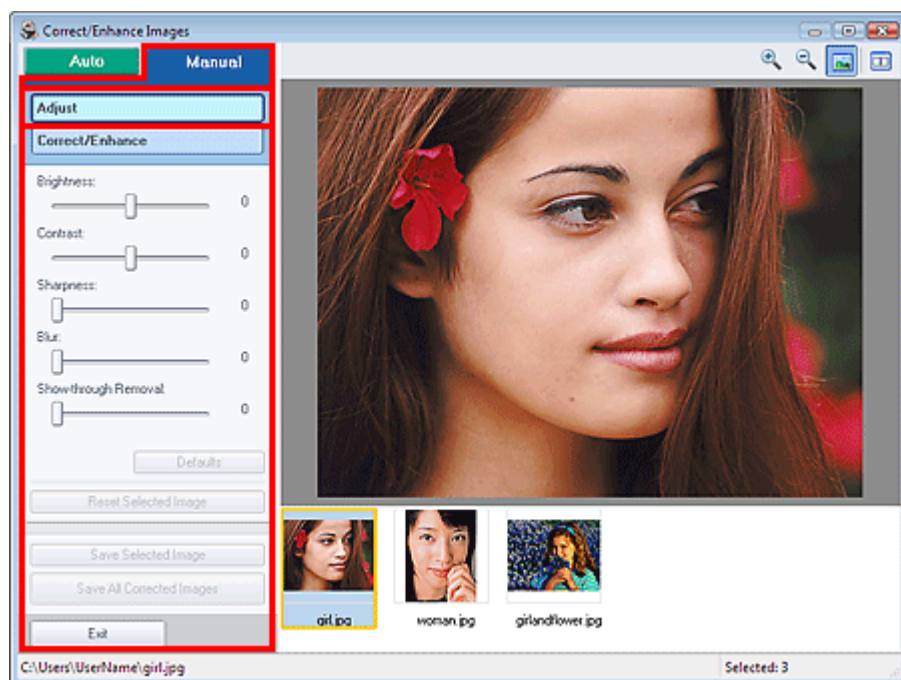 Correct/Enhance Images
Auto
Manual
Adjust
Correct/Enhance
Brightness:
0
Contrast:
0
Sharpness:
0
Blur:
0
Show-through Removal:
0
Defaults
Reset Selected Image
Save Selected Image
Save All Corrected Images
Exit
girl.jpg
woman.jpg
girlandflower.jpg
C:\Users\UserName\girl.jpg
Selected: 3